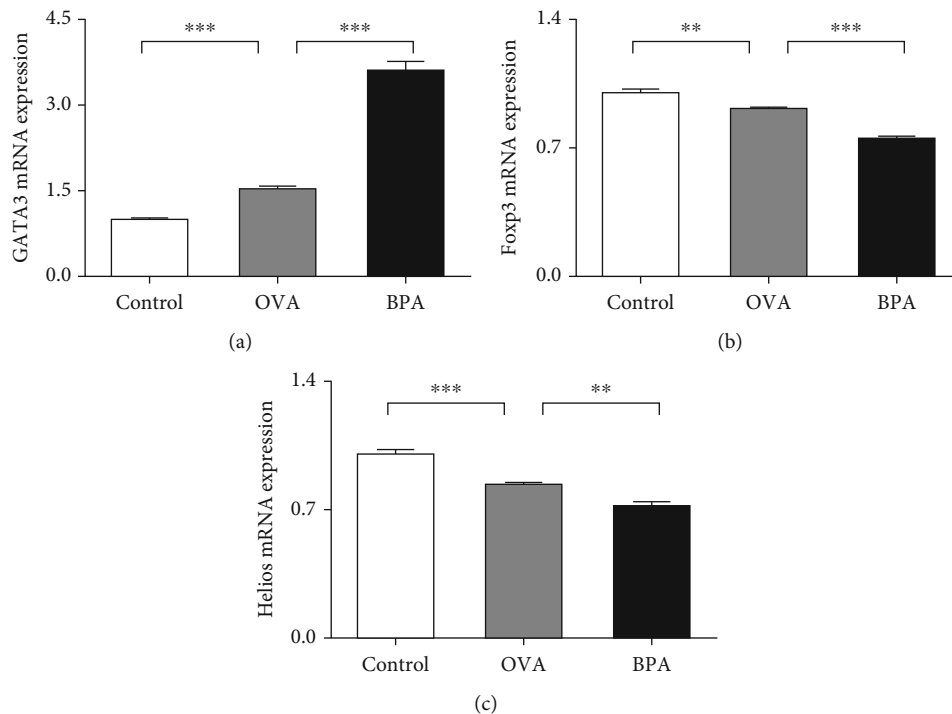 GATA3 mRNA expression
4.5
3.0
1.5
0.0
***
***
Control
OVA
BPA
(a)
Foxp3 mRNA expression
1.4
0.7
0.0
**
***
Control
OVA
BPA
(b)
Helios mRNA expression
1.4
0.7
0.0
***
**
Control
OVA
BPA
(c)